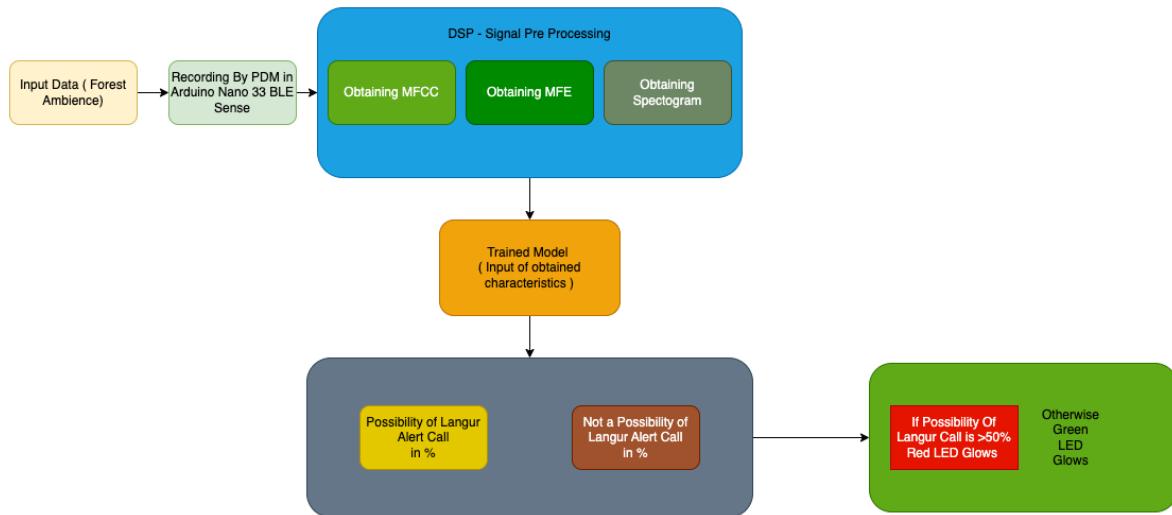 DSP - Signal Pre Processing
Input Data ( Forest
Ambience)
Recording By PDM in
Arduino Nano 33 BLE
Sense
Obtaining MFCC
Obtaining MFE
Obtaining
Spectogram
Trained Model
( Input of obtained
characteristics )
Possibility of Langur
Alert Call
in %
Not a Possibility of
Langur Alert Call
in %
If Possibility Of
Langur Call is >50%
Red LED Glows
Otherwise
Green
LED
Glows